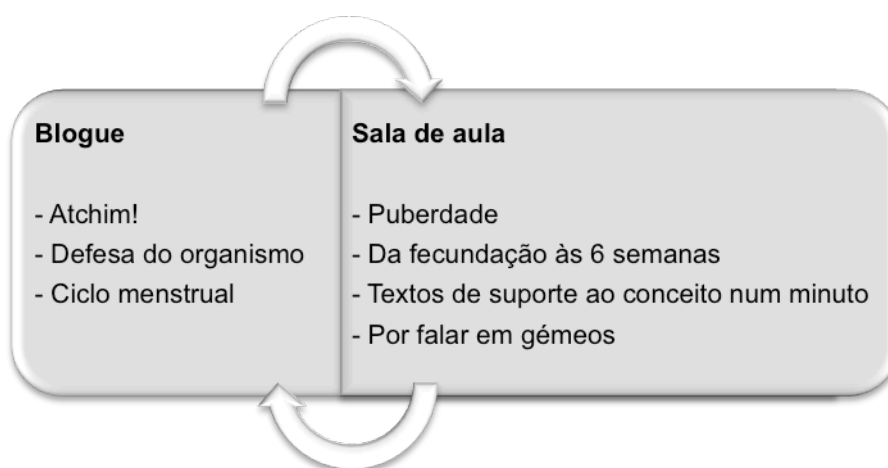 Blogue
- Atchim!
- Defesa do organismo
- Ciclo menstrual
Sala de aula
- Puberdade
- Da fecundação às 6 semanas
- Textos de suporte ao conceito num minuto
- Por falar em gémeos